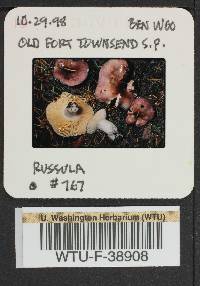 10.29.98 BEN WOO
OLD FORT TOWNSEND S.P.
RUSSULA
#767
U. Washington Herbarium (WTU)
WTU-F-38908